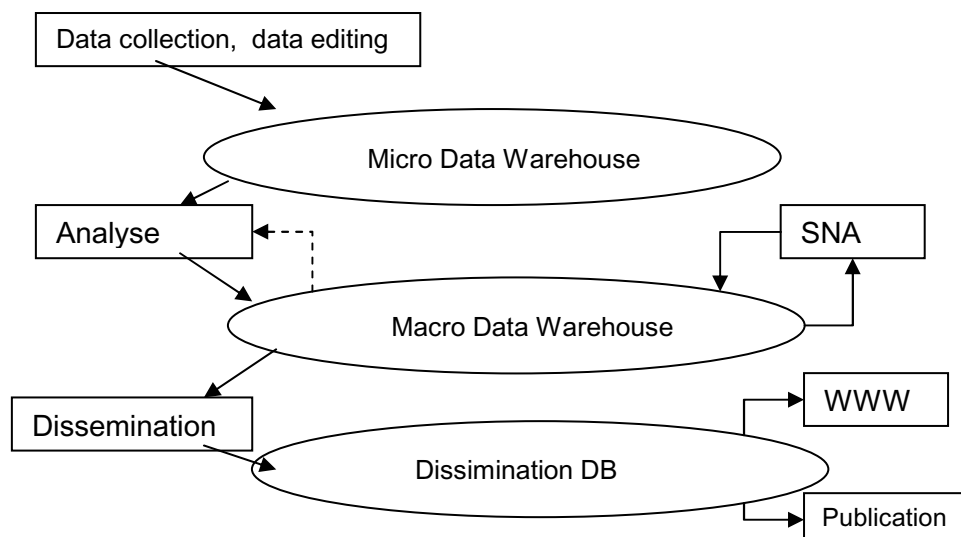 Data collection,  data editing
Micro Data Warehouse
Analyse
SNA
Macro Data Warehouse
WWW
Dissemination
Dissimination DB
Publication